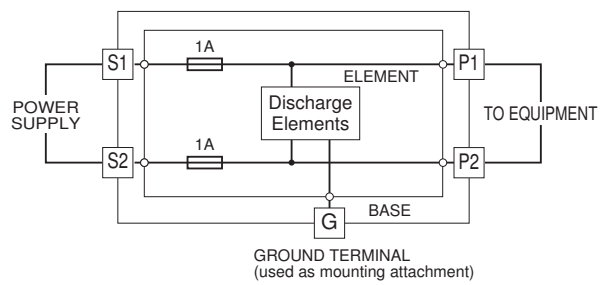 S1
1A
P1
ELEMENT
POWER
SUPPLY
Discharge
Elements
TO EQUIPMENT
1A
S2
P2
G
BASE
GROUND TERMINAL
(used as mounting attachment)